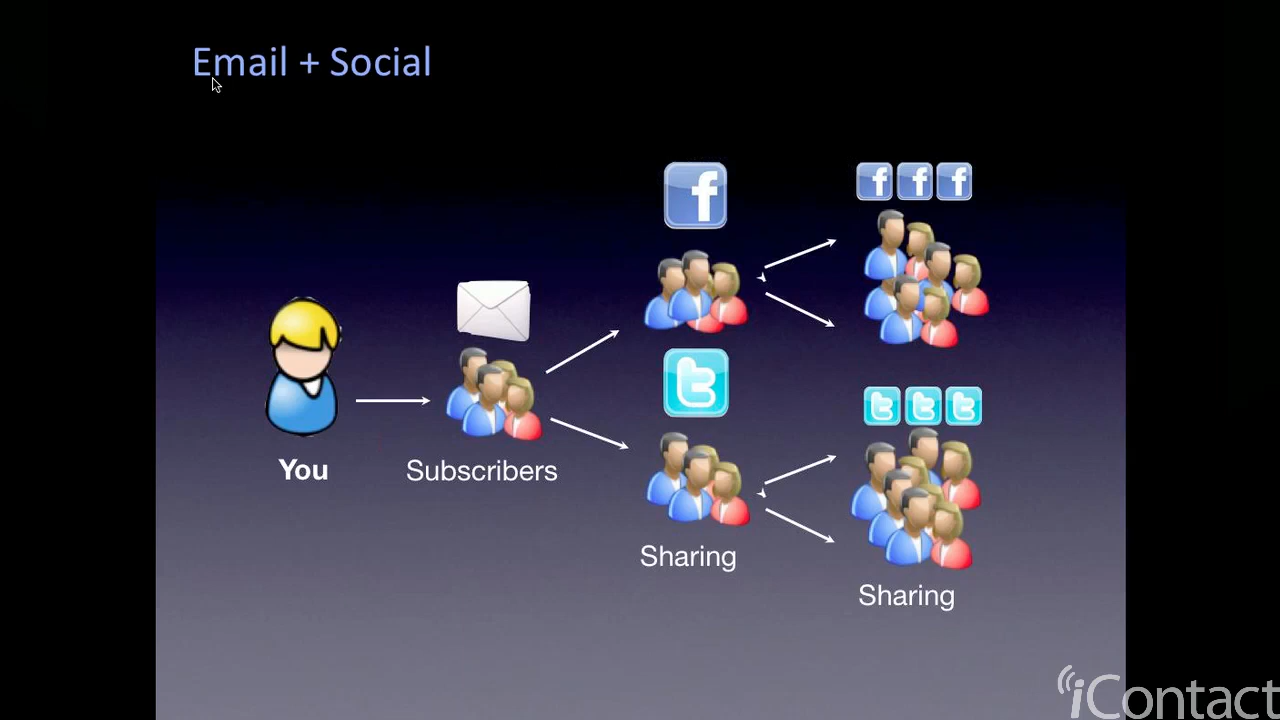 Email + Social
f
f f f
t
You
Subscribers
t t t
Sharing
Sharing
iContact